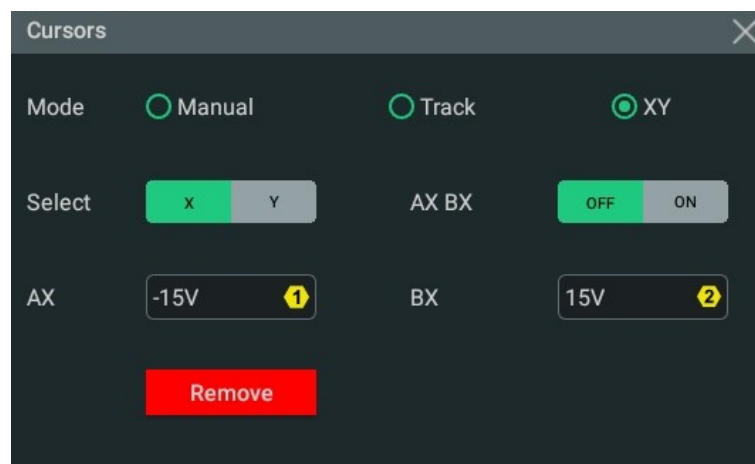 Cursors
Mode Manual Track XY
Select X Y AX BX OFF ON
AX -15V 1 BX 15V 2
Remove